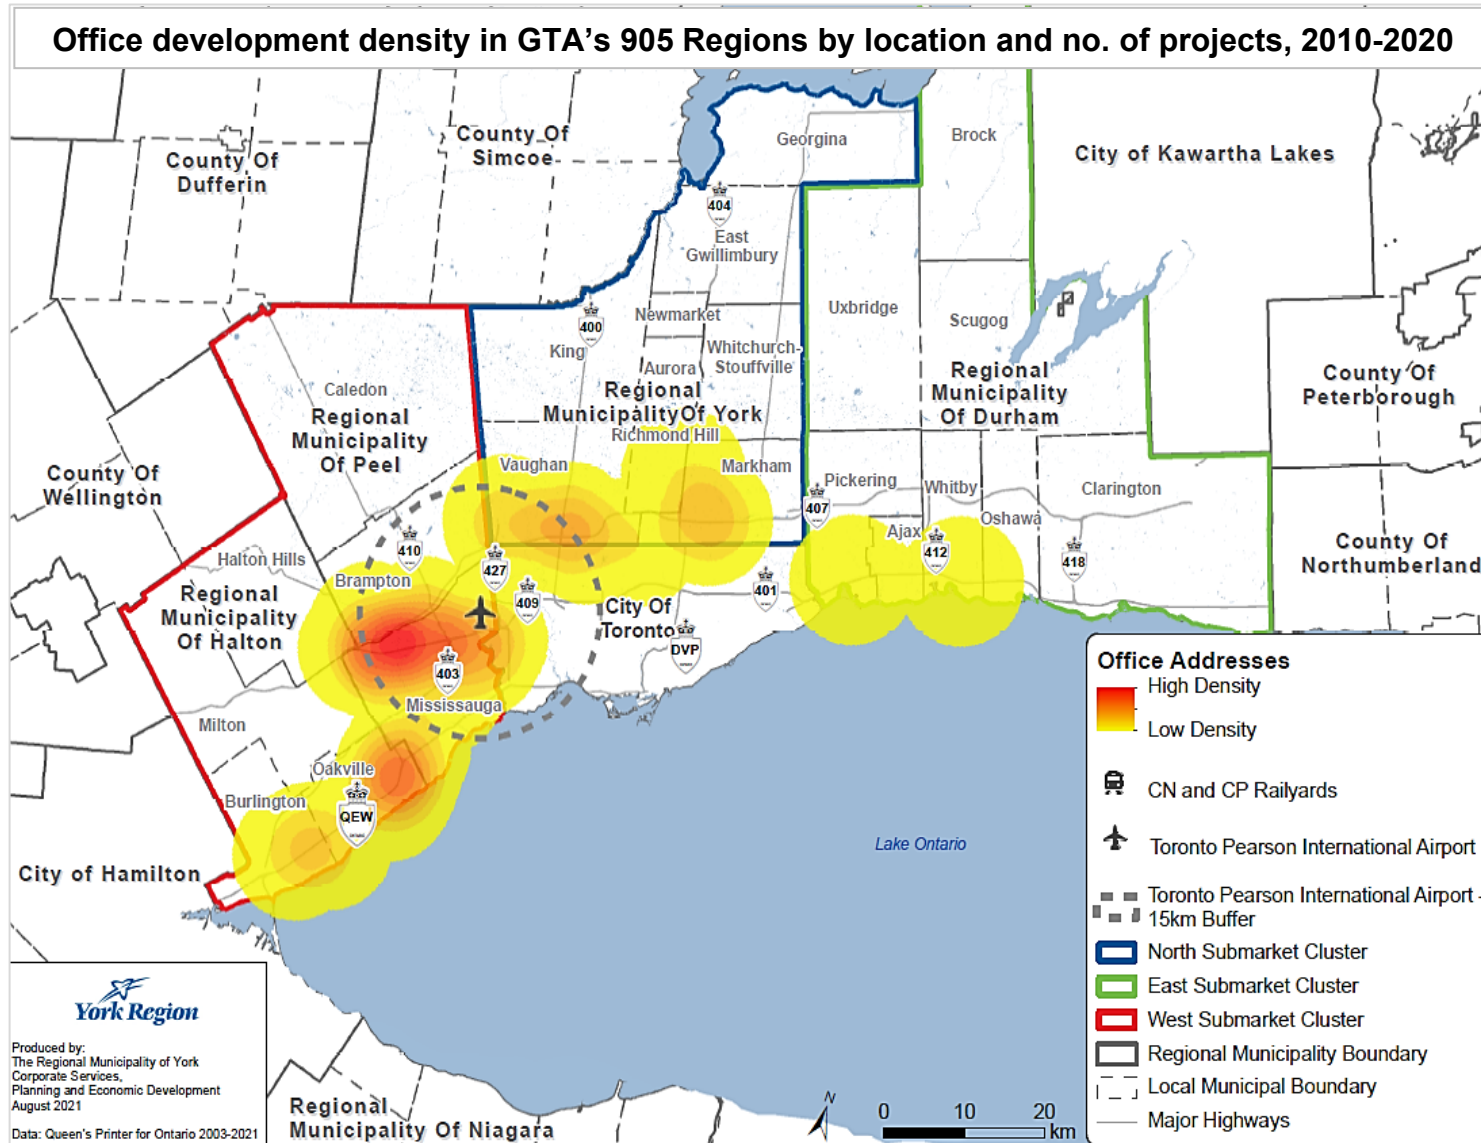 Office development density in GTA's 905 Regions by location and no. of projects, 2010-2020
County Of
Dufferin
County Of
Simcoe
Georgina
Brock
City of Kawartha Lakes
404
East
Gwillimbury
400
King
Newmarket
Aurora
Whitchurch-
Stouffville
Uxbridge
Scugog
Caledon
Regional
Municipality
Of Peel
Regional
Municipality Of York
Richmond Hill
Regional
Municipality
Of Durham
County Of
Peterborough
County Of
Wellington
Vaughan
Markham
Pickering
407
Whitby
Ajax
Oshawa
412
Clarington
418
County Of
Northumberland
Halton Hills
410
Brampton
427
409
401
City Of
Toronto
DVP
Regional
Municipality
Of Halton
403
Mississauga
Milton
Oakville
Burlington
QEW
City of Hamilton
Lake Ontario
Office Addresses
High Density
Low Density
CN and CP Railyards
Toronto Pearson International Airport
Toronto Pearson International Airport -
15km Buffer
North Submarket Cluster
East Submarket Cluster
West Submarket Cluster
Regional Municipality Boundary
Local Municipal Boundary
Major Highways
York Region
Produced by:
The Regional Municipality of York
Corporate Services,
Planning and Economic Development
August 2021
Data: Queen's Printer for Ontario 2003-2021
Regional
Municipality Of Niagara
N
0 10 20
km